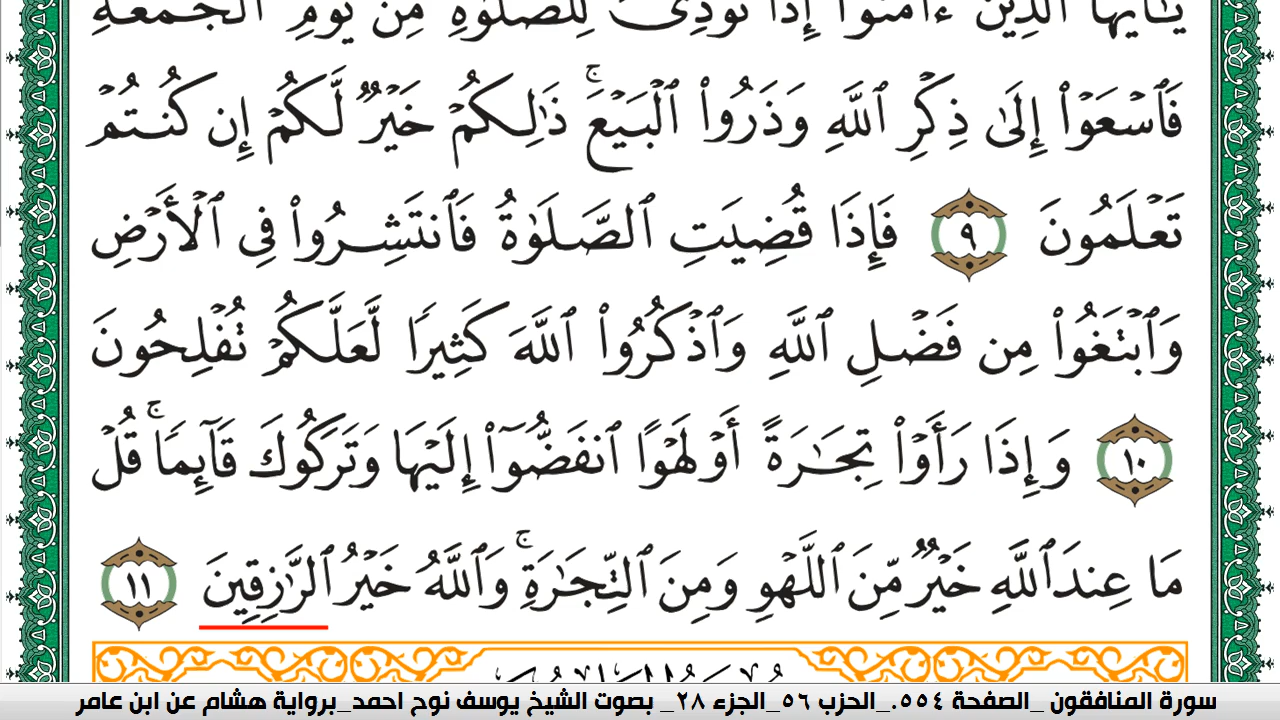 يَـٰٓأَيُّهَا ٱلَّذِينَ ءَامَنُوٓا۟ إِذَا نُودِىَ لِلصَّلَوٰةِ مِن يَوْمِ ٱلْجُمُعَةِ
فَٱسْعَوْا۟ إِلَىٰ ذِكْرِ ٱللَّهِ وَذَرُوا۟ ٱلْبَيْعَ ۚ ذَٰلِكُمْ خَيْرٌ لَّكُمْ إِن كُنتُمْ
تَعْلَمُونَ ٩ فَإِذَا قُضِيَتِ ٱلصَّلَوٰةُ فَٱنتَشِرُوا۟ فِى ٱلْأَرْضِ
وَٱبْتَغُوا۟ مِن فَضْلِ ٱللَّهِ وَٱذْكُرُوا۟ ٱللَّهَ كَثِيرًا لَّعَلَّكُمْ تُفْلِحُونَ
١٠ وَإِذَا رَأَوْا۟ تِجَـٰرَةً أَوْ لَهْوًا ٱنفَضُّوٓا۟ إِلَيْهَا وَتَرَكُوكَ قَآئِمًا ۚ قُلْ
مَا عِندَ ٱللَّهِ خَيْرٌ مِّنَ ٱللَّهْوِ وَمِنَ ٱلتِّجَـٰرَةِ ۚ وَٱللَّهُ خَيْرُ ٱلرَّٰزِقِينَ ١١
سورة المنافقون _الصفحة ٥٥٤._الحزب ٥٦_الجزء ٢٨_ بصوت الشيخ يوسف نوح احمد_برواية هشام عن ابن عامر